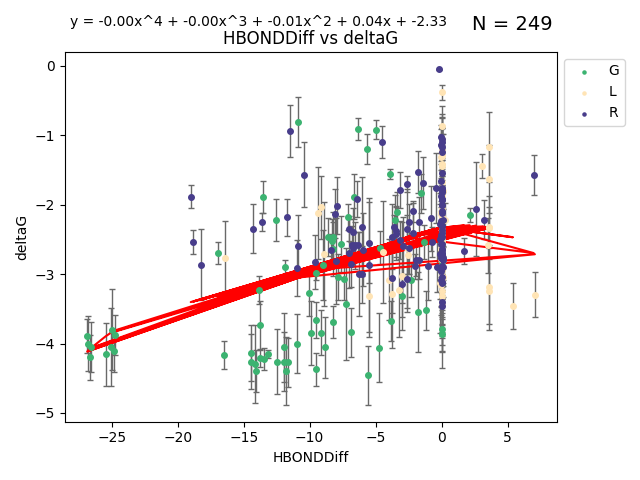 y = -0.00x^4 + -0.00x^3 + -0.01x^2 + 0.04x + -2.33
N = 249
HBONDDiff vs deltaG
G
L
R
deltaG
0
−1
−2
−3
−4
−5
−25
−20
−15
−10
−5
0
5
HBONDDiff